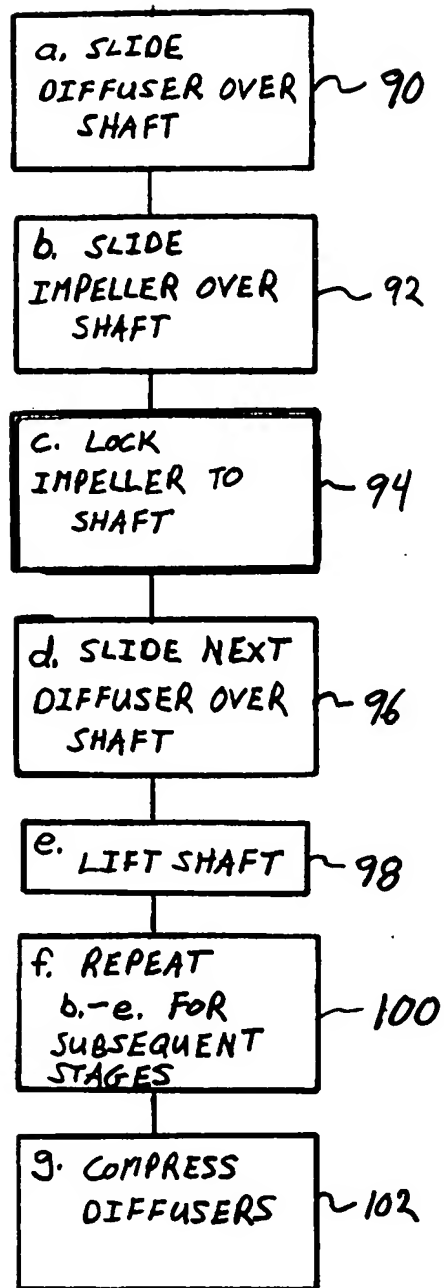 a. SLIDE
DIFFUSER OVER
SHAFT
90
b. SLIDE
IMPELLER OVER
SHAFT
92
c. LOCK
IMPELLER TO
SHAFT
94
d. SLIDE NEXT
DIFFUSER OVER
SHAFT
96
e. LIFT SHAFT
98
f. REPEAT
b.-e. FOR
SUBSEQUENT
STAGES
100
g. COMPRESS
DIFFUSERS
102